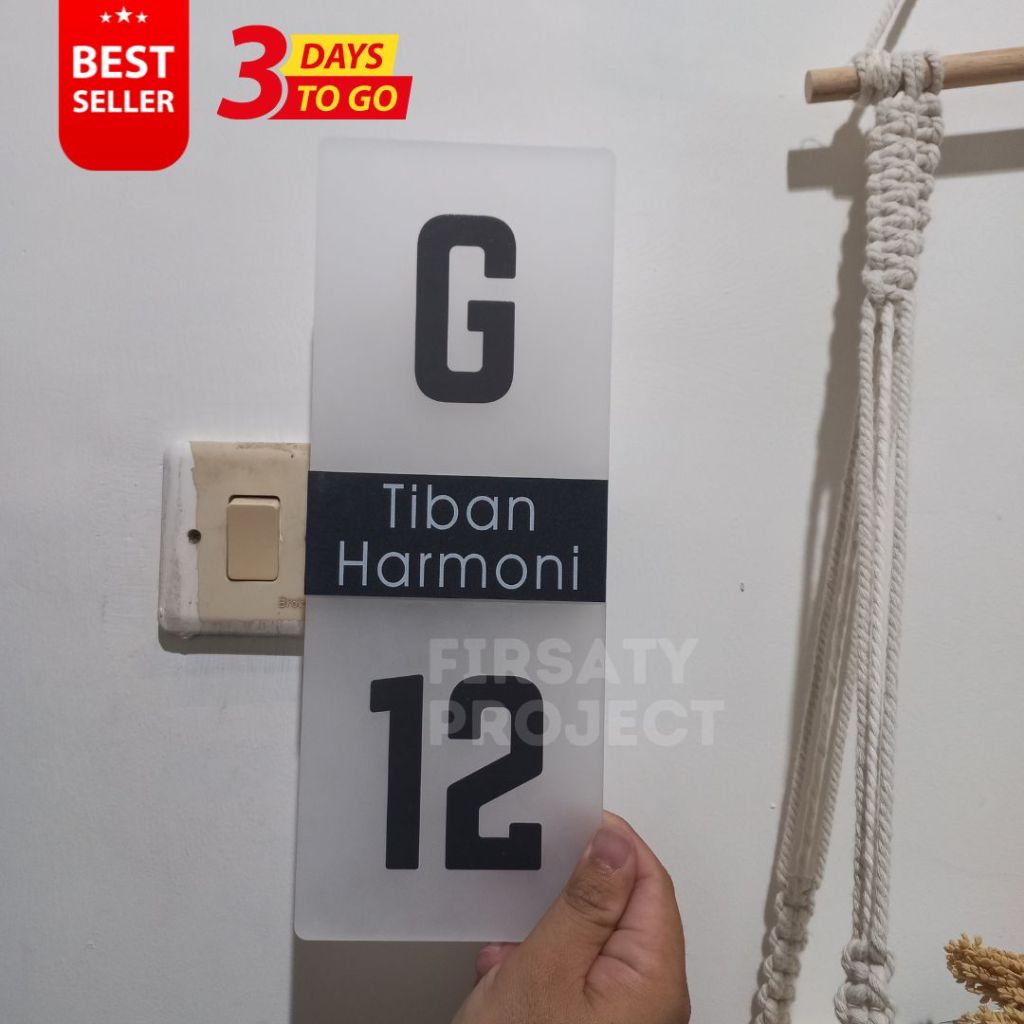 BEST
SELLER
3 DAYS
TO GO
G
Tiban
Harmoni
12
FIRSATY
PROJECT